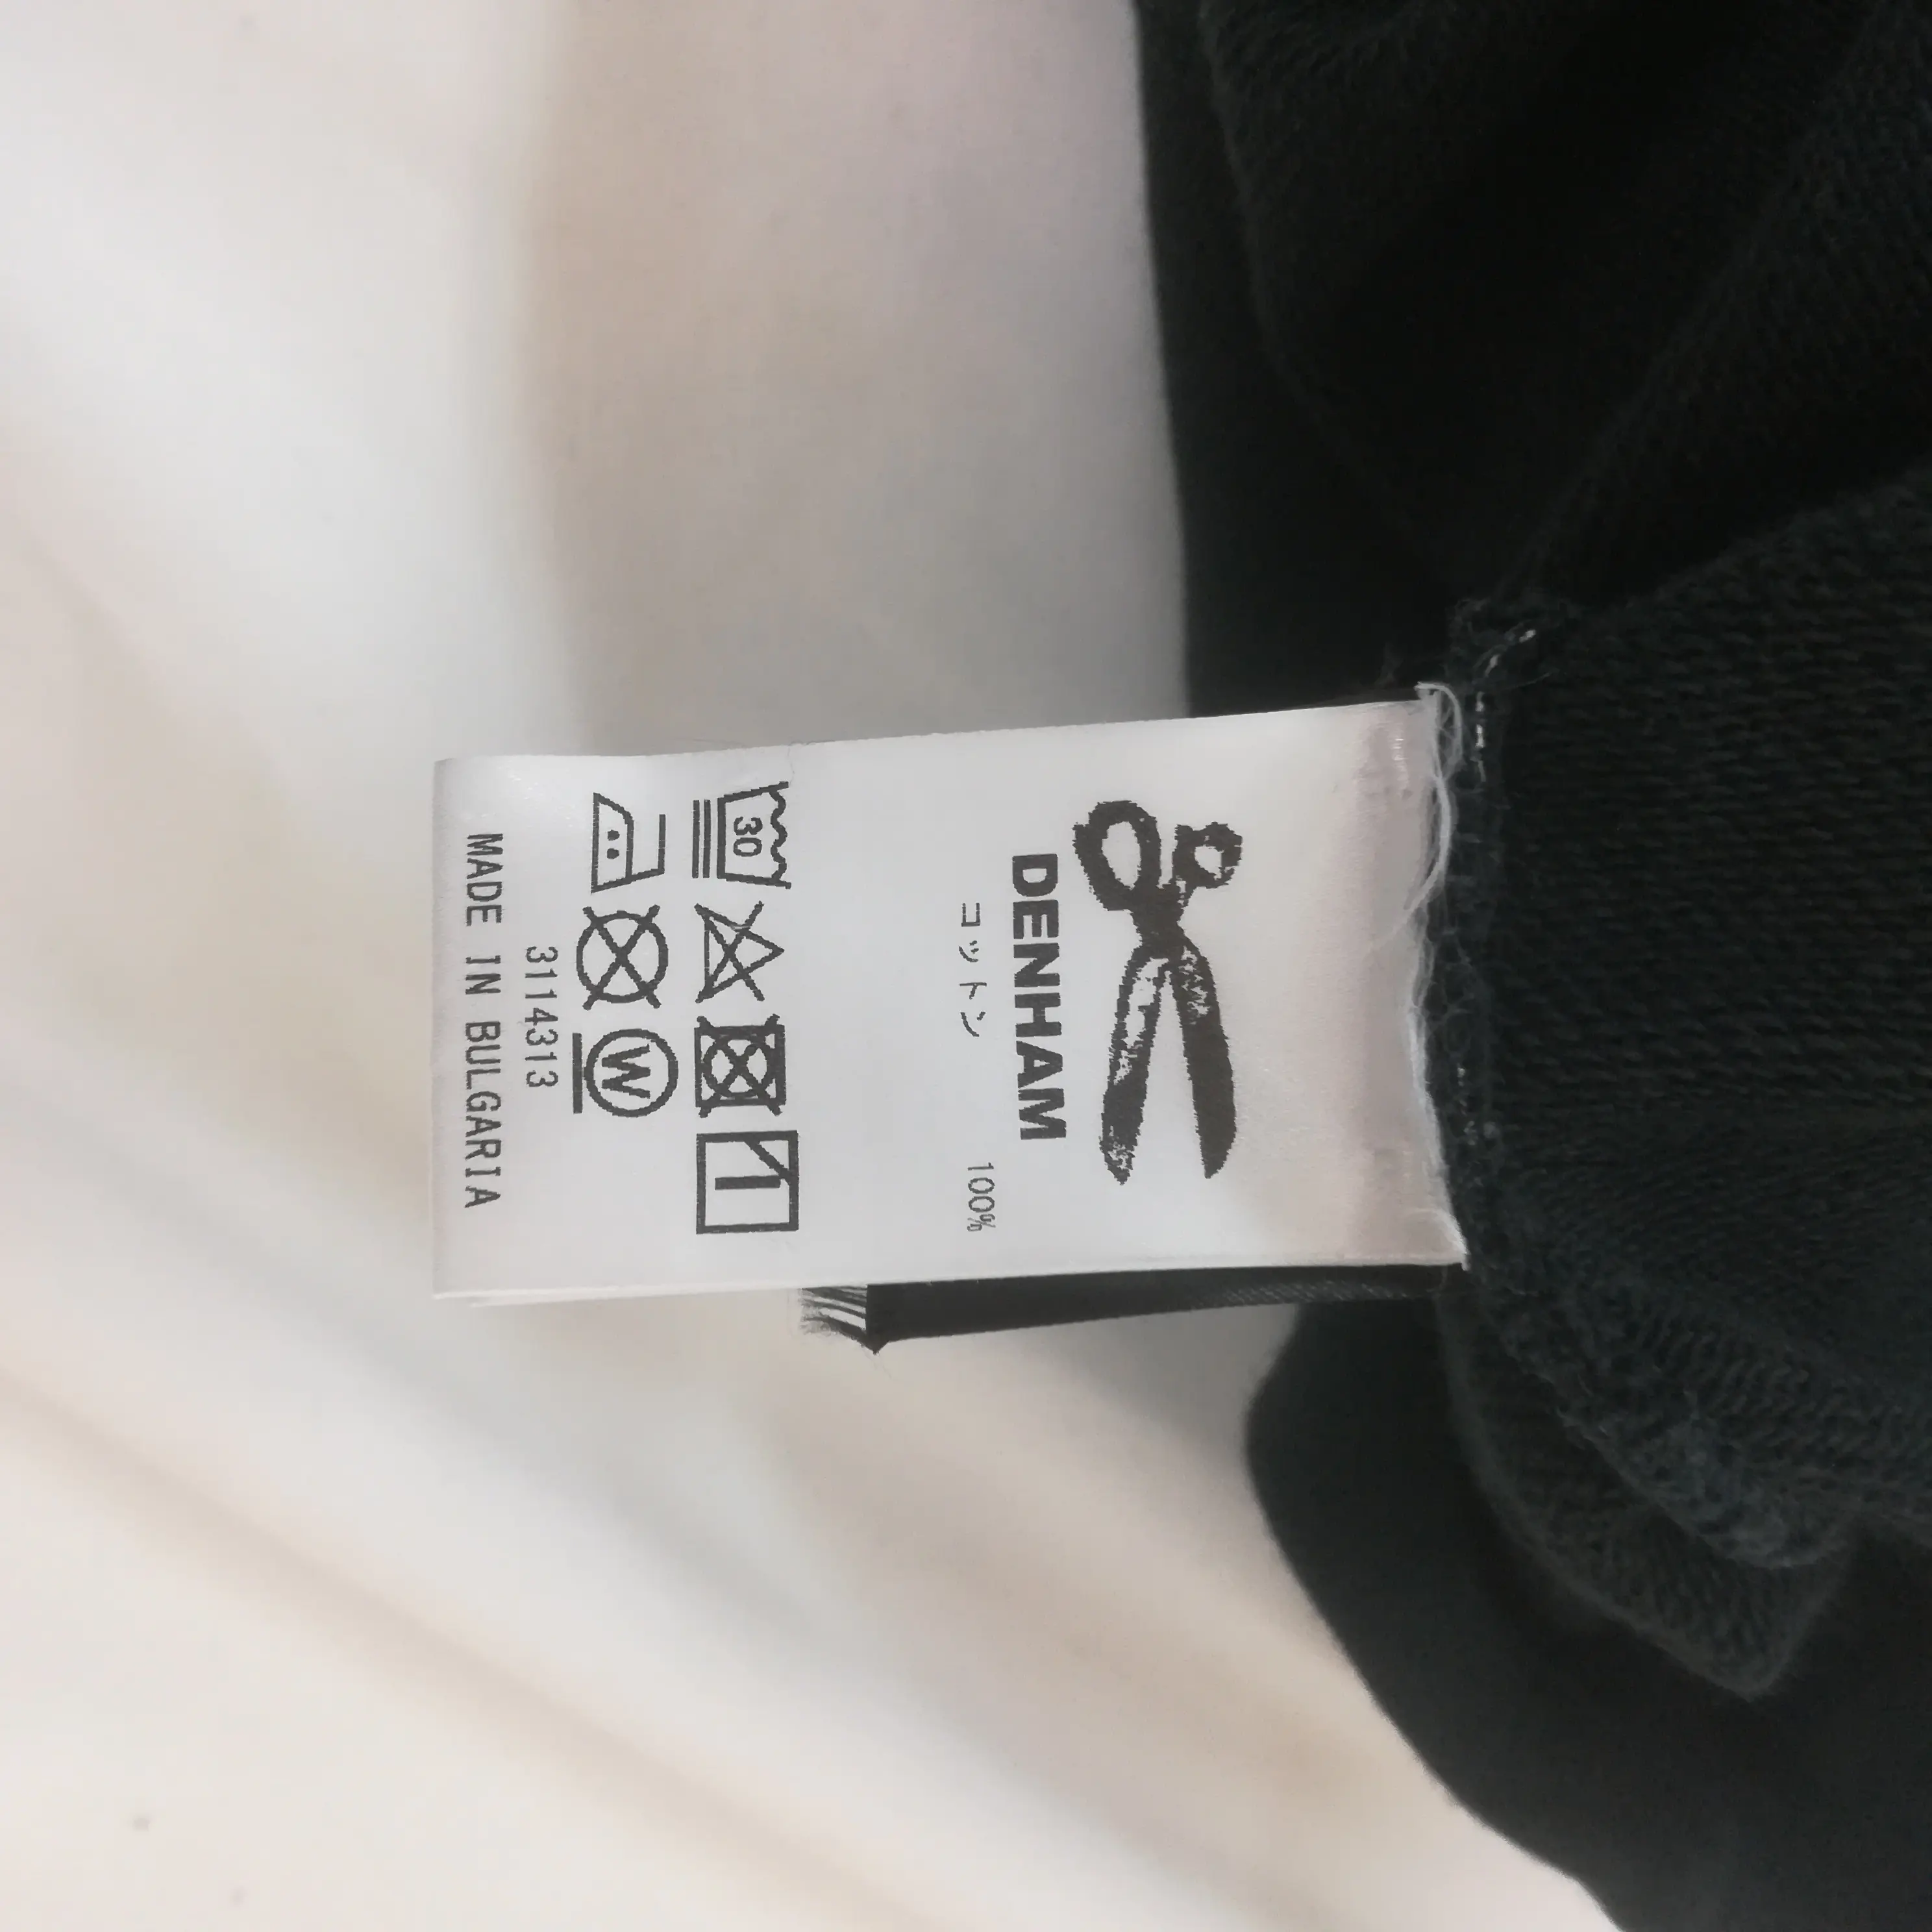 DENHAM
コットン 100%
30
W
3114313
MADE IN BULGARIA